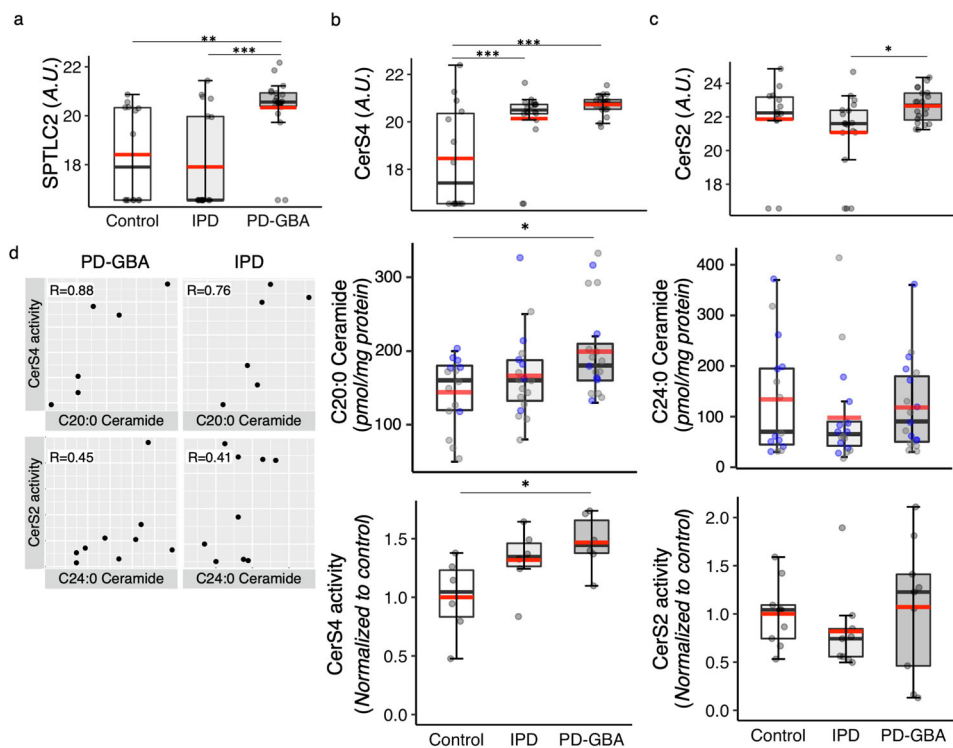 a
SPTLC2 (A.U.)
22
20
18
**
***
Control IPD PD-GBA
b
CerS4 (A.U.)
22
20
18
***
***
c
CerS2 (A.U.)
24
22
20
18
*
d
PD-GBA IPD
CerS4 activity
R=0.88 R=0.76
C20:0 Ceramide C20:0 Ceramide
CerS2 activity
R=0.45 R=0.41
C24:0 Ceramide C24:0 Ceramide
C20:0 Ceramide
(pmol/mg protein)
300
200
100
*
C24:0 Ceramide
(pmol/mg protein)
400
300
200
100
0
CerS4 activity
(Normalized to control)
1.5
1.0
0.5
0.0
*
Control IPD PD-GBA
CerS2 activity
(Normalized to control)
2.0
1.5
1.0
0.5
0.0
Control IPD PD-GBA